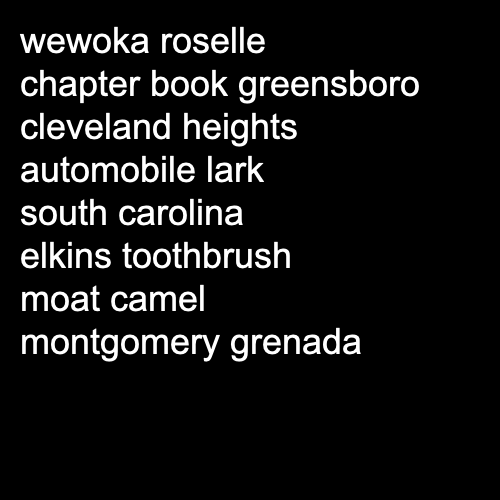 wewoka roselle
chapter book greensboro
cleveland heights
automobile lark
south carolina
elkins toothbrush
moat camel
montgomery grenada